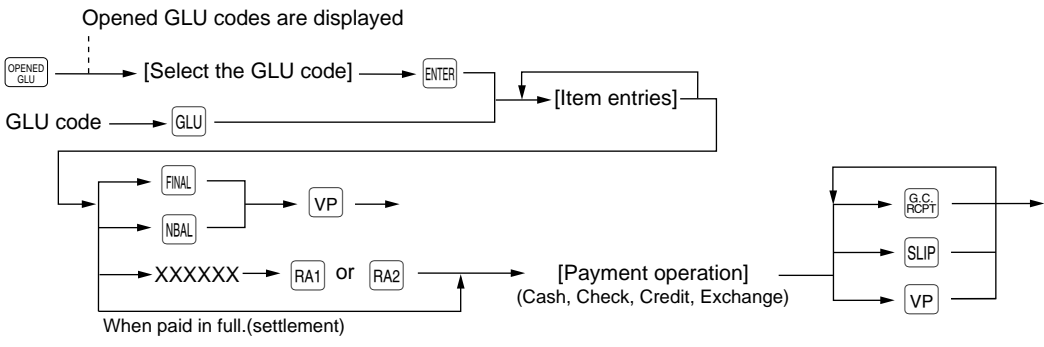 Opened GLU codes are displayed
OPENED GLU [Select the GLU code] ENTER
[Item entries]
GLU code GLU
FINAL
VP
NBAL
XXXXXX RA1 or RA2
[Payment operation]
(Cash, Check, Credit, Exchange)
When paid in full.(settlement)
G.C. RCPT
SLIP
VP